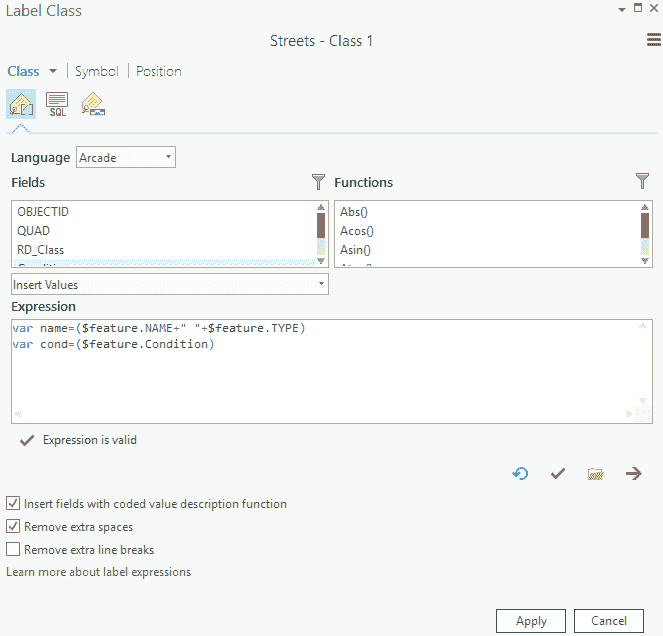 Label Class
Streets - Class 1
Class Symbol Position
SQL
Language Arcade
Fields Functions
OBJECTID Abs()
QUAD Acos()
RD_Class Asin()
Insert Values
Expression
var name=($feature.NAME+" "+$feature.TYPE)
var cond=($feature.Condition)
Expression is valid
Insert fields with coded value description function
Remove extra spaces
Remove extra line breaks
Learn more about label expressions
Apply Cancel